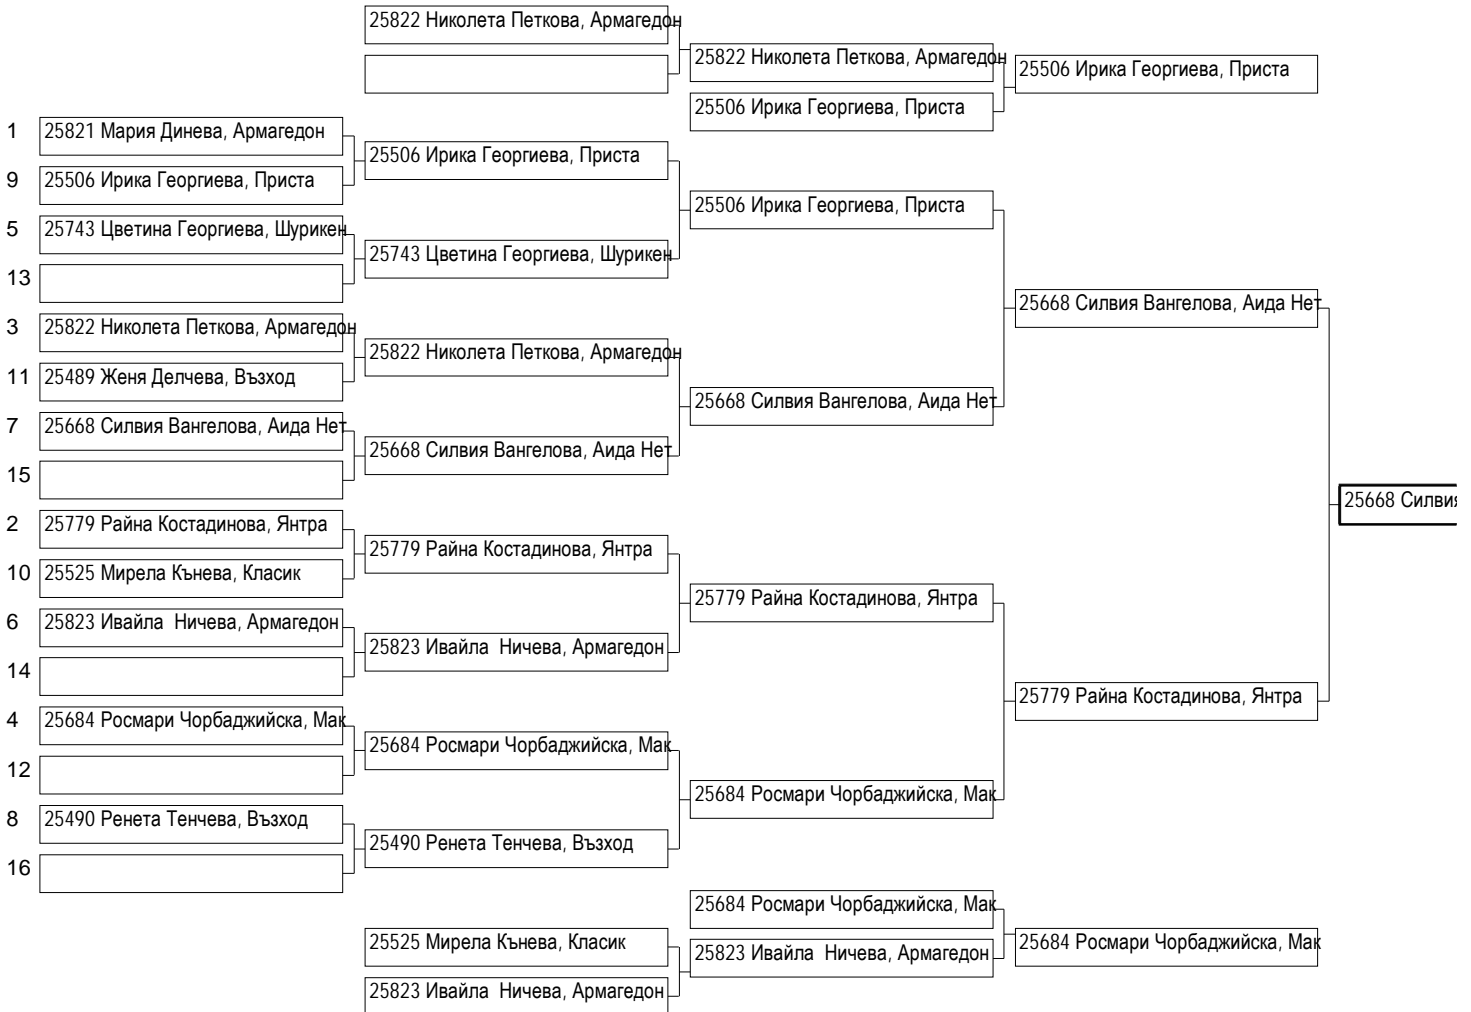 25822 Николета Петкова, Армагедон
25822 Николета Петкова, Армагедон
25506 Ирика Георгиева, Приста
25506 Ирика Георгиева, Приста
1 25821 Мария Динева, Армагедон
25506 Ирика Георгиева, Приста
9 25506 Ирика Георгиева, Приста
25506 Ирика Георгиева, Приста
5 25743 Цветина Георгиева, Шурикен
25743 Цветина Георгиева, Шурикен
13
25668 Силвия Вангелова, Аида Нет
3 25822 Николета Петкова, Армагедон
25822 Николета Петкова, Армагедон
11 25489 Женя Делчева, Възход
25668 Силвия Вангелова, Аида Нет
7 25668 Силвия Вангелова, Аида Нет
25668 Силвия Вангелова, Аида Нет
15
25668 Силвия
2 25779 Райна Костадинова, Янтра
25779 Райна Костадинова, Янтра
10 25525 Мирела Кънева, Класик
25779 Райна Костадинова, Янтра
6 25823 Ивайла  Ничева, Армагедон
25823 Ивайла  Ничева, Армагедон
14
25779 Райна Костадинова, Янтра
4 25684 Росмари Чорбаджийска, Мак
25684 Росмари Чорбаджийска, Мак
12
25684 Росмари Чорбаджийска, Мак
8 25490 Ренета Тенчева, Възход
25490 Ренета Тенчева, Възход
16
25684 Росмари Чорбаджийска, Мак
25525 Мирела Кънева, Класик
25823 Ивайла  Ничева, Армагедон
25684 Росмари Чорбаджийска, Мак
25823 Ивайла  Ничева, Армагедон